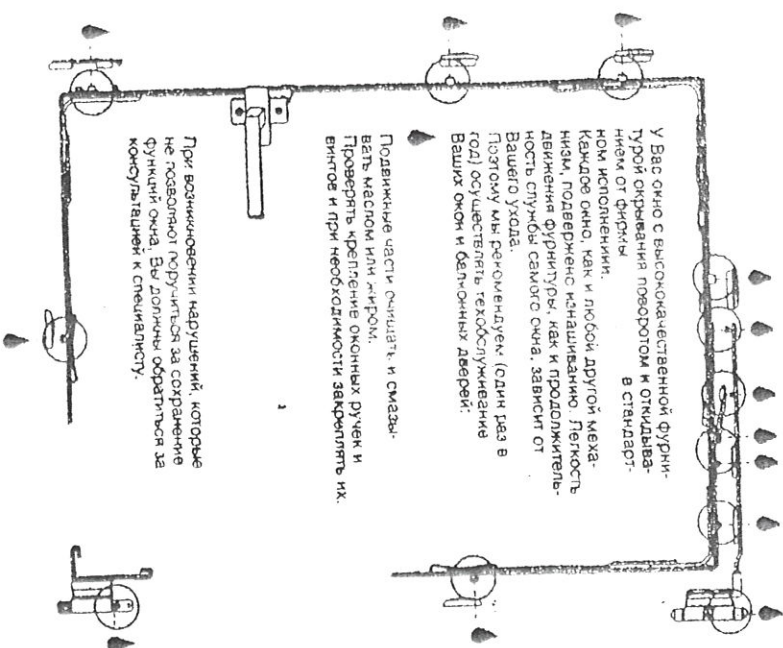 У Вас окно с высококачественной фурни-
турой окрывания поворотом и откидыва-
нием от фирмы в стандарт-
ном исполненики.
Каждое окно, как и любой другой меха-
низм, подвержено изнашиванию. Легкость
движения фурнитуры, как и продолжитель-
ность службы самого окна, зависит от
Вашего ухода.
Поэтому мы рекомендуем (один раз в
год) осуществлять техобслуживание
Ваших окон и балконных дверей:
Подвижные части очищать и смазы-
вать маслом или жиром.
Проверять крепление оконных ручек и
винтов и при необходимости закреплять их.
При возникновении нарушений, которые
не позволяют поручиться за сохранение
функций окна, Вы должны обратиться за
консультацией к специалисту.